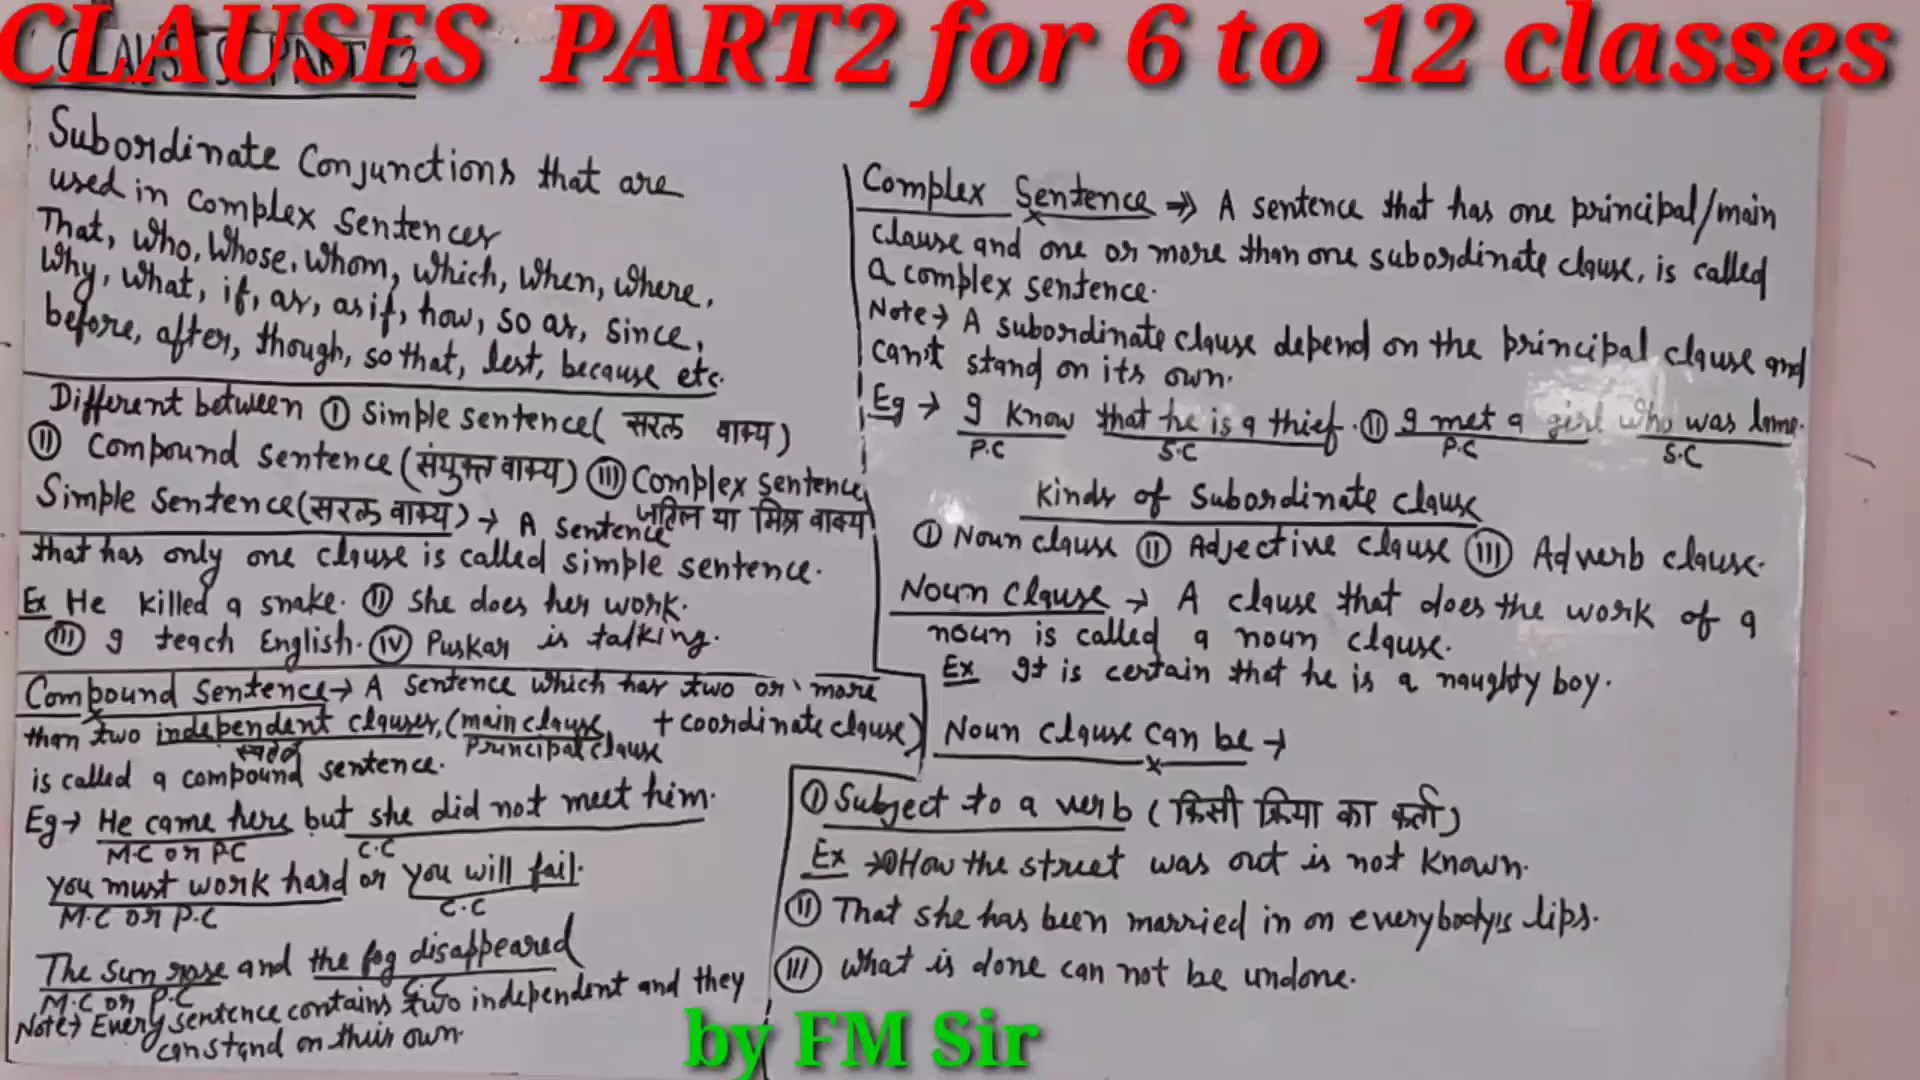 CLAUSES PART2 for 6 to 12 classes
CLAUSES PART 2
Subordinate Conjunctions that are
used in complex sentences
That, who, whose, whom, which, when, where,
why, what, if, as, as if, how, so as, since,
before, after, though, so that, lest, because etc.
Different between Ⓘ Simple sentence (सरल वाक्य)
Ⓘⓘ Compound sentence (संयुक्त वाक्य) (III) Complex sentence
जटिल या मिश्र वाक्य
Simple sentence (सरल वाक्य) → A sentence
that has only one clause is called simple sentence.
Ex He killed a snake. (II) She does her work.
(III) I teach English. (IV) Puskar is talking.
Compound sentence → A sentence which has two or more
than two independent clauses, (main clause + coordinate clause)
principal clause
is called a compound sentence.
Eg → He came here but she did not meet him.
M.C or P.C C.C
you must work hard or you will fail.
M.C or P.C C.C
The sun rose and the fog disappeared
M.C or P.C C.C
Note → Every sentence contains two independent and they
can stand on their own.
Complex Sentence ⇒ A sentence that has one principal/main
clause and one or more than one subordinate clause, is called
a complex sentence.
Note → A subordinate clause depend on the principal clause and
can't stand on its own.
Eg → I know that he is a thief. (II) I met a girl who was lame.
P.C S.C P.C S.C
Kinds of Subordinate clause
(I) Noun clause (II) Adjective clause (III) Adverb clause.
Noun Clause → A clause that does the work of a
noun is called a noun clause.
Ex It is certain that he is a naughty boy.
Noun Clause can be →
(I) Subject to a verb (किसी क्रिया का कर्ता)
Ex → (I) How the street was out is not known.
(II) That she has been married in on everybody's lips.
(III) What is done can not be undone.
by FM Sir